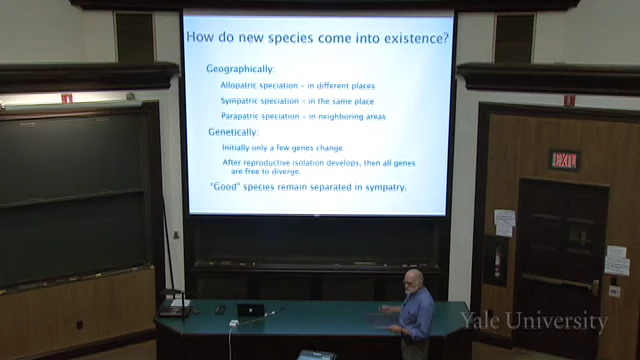 How do new species come into existence?
Geographically:
Allopatric speciation – in different places
Sympatric speciation – in the same place
Parapatric speciation – in neighboring areas
Genetically:
Initially only a few genes change
After reproductive isolation develops, then all genes
are free to diverge.
"Good" species remain separated in sympatry.
EXIT
Yale University